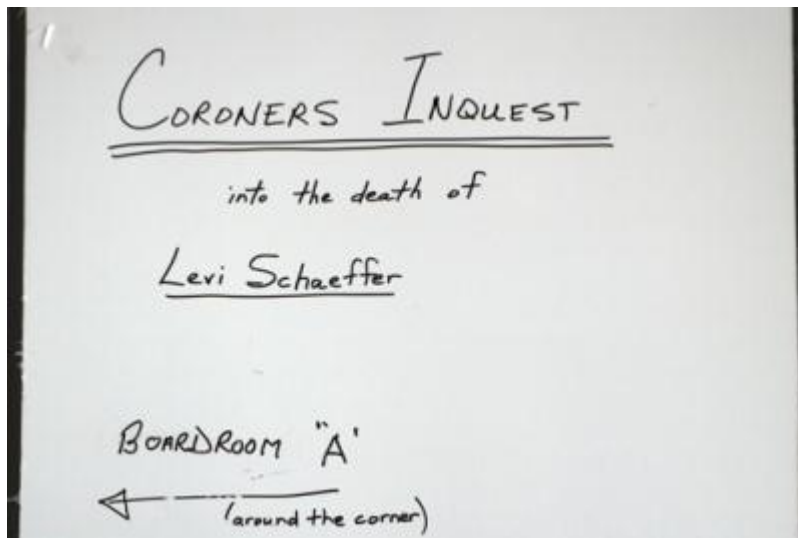 CORONERS INQUEST
into the death of
Levi Schaeffer
BOARDROOM "A'
(around the corner)